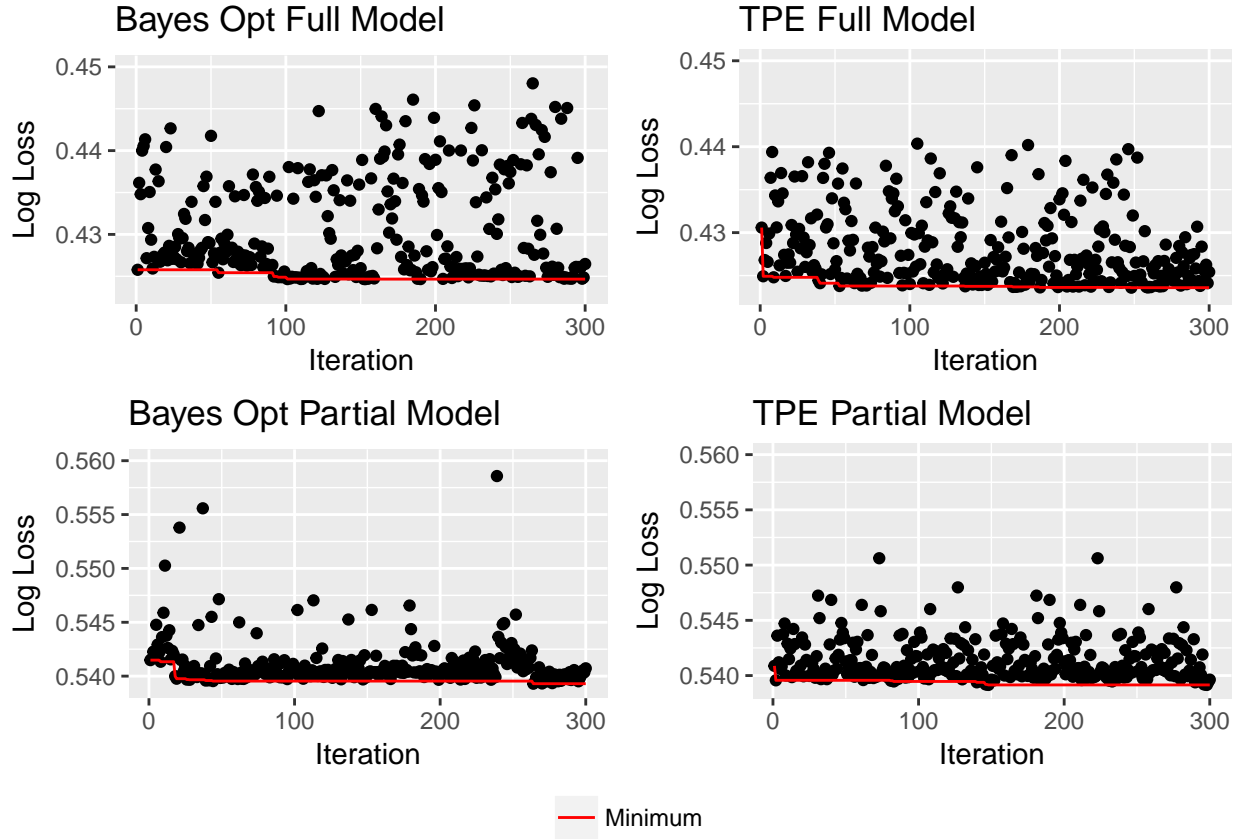 Bayes Opt Full Model
TPE Full Model
0.45
0.44
0.43
Log Loss
0
100
200
300
Iteration
0.45
0.44
0.43
Log Loss
0
100
200
300
Iteration
Bayes Opt Partial Model
TPE Partial Model
0.560
0.555
0.550
0.545
0.540
Log Loss
0
100
200
300
Iteration
0.560
0.555
0.550
0.545
0.540
Log Loss
0
100
200
300
Iteration
Minimum